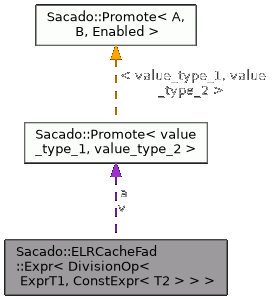 Sacado::Promote< A,
B, Enabled >
< value_type_1, value
_type_2 >
Sacado::Promote< value
_type_1, value_type_2 >
a
v
Sacado::ELRCacheFad
::Expr< DivisionOp<
ExprT1, ConstExpr< T2 > > >